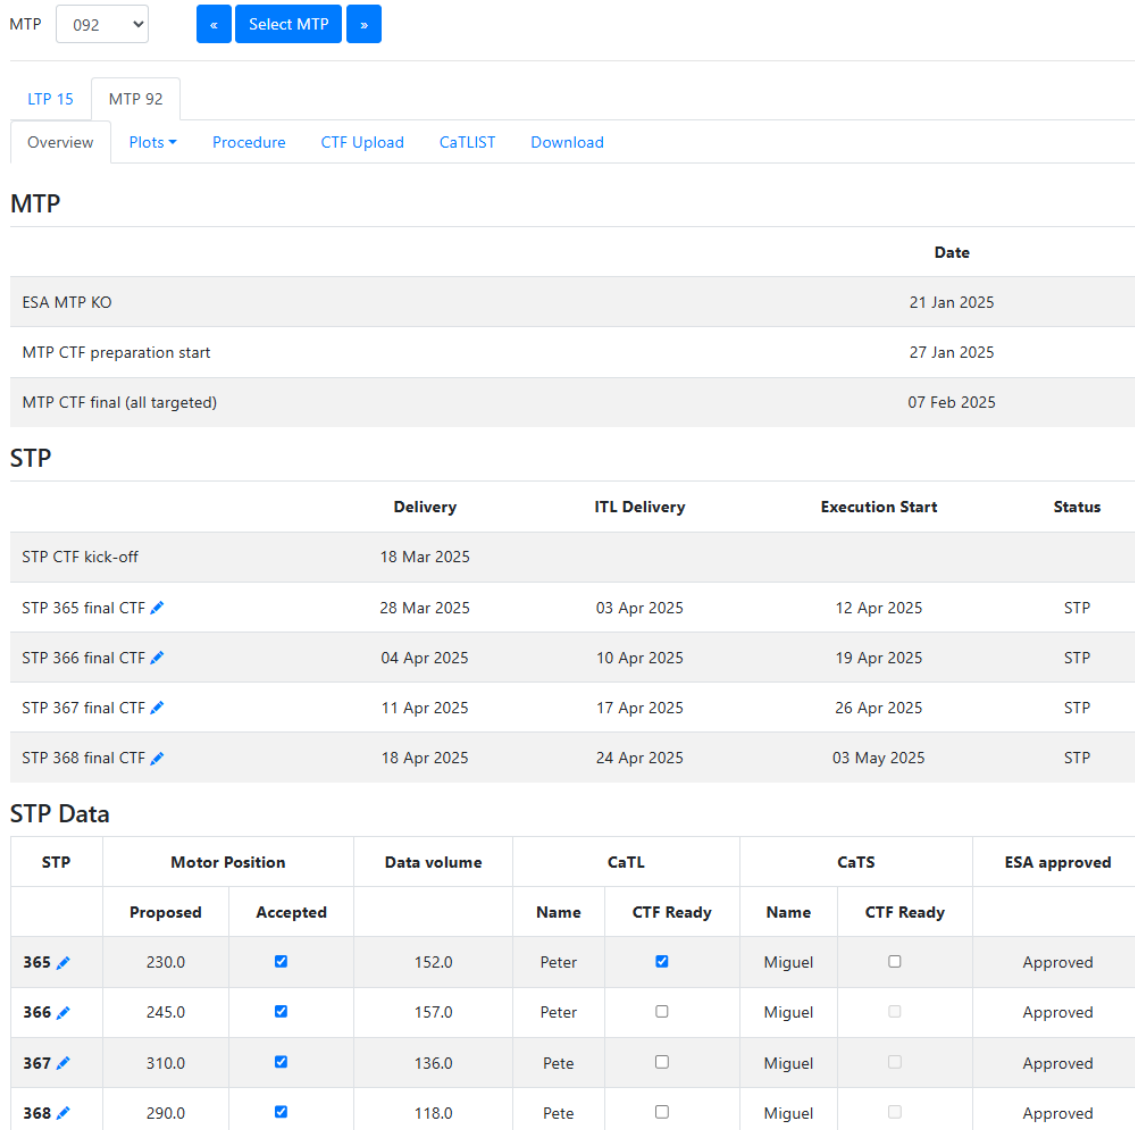 MTP 092 « Select MTP »
LTP 15 MTP 92
Overview Plots Procedure CTF Upload CaTLIST Download
MTP
Date
ESA MTP KO 21 Jan 2025
MTP CTF preparation start 27 Jan 2025
MTP CTF final (all targeted) 07 Feb 2025
STP
Delivery ITL Delivery Execution Start Status
STP CTF kick-off 18 Mar 2025
STP 365 final CTF 28 Mar 2025 03 Apr 2025 12 Apr 2025 STP
STP 366 final CTF 04 Apr 2025 10 Apr 2025 19 Apr 2025 STP
STP 367 final CTF 11 Apr 2025 17 Apr 2025 26 Apr 2025 STP
STP 368 final CTF 18 Apr 2025 24 Apr 2025 03 May 2025 STP
STP Data
STP Motor Position Data volume CaTL CaTS ESA approved
Proposed Accepted Name CTF Ready Name CTF Ready
365 230.0 152.0 Peter Miguel Approved
366 245.0 157.0 Peter Miguel Approved
367 310.0 136.0 Pete Miguel Approved
368 290.0 118.0 Pete Miguel Approved